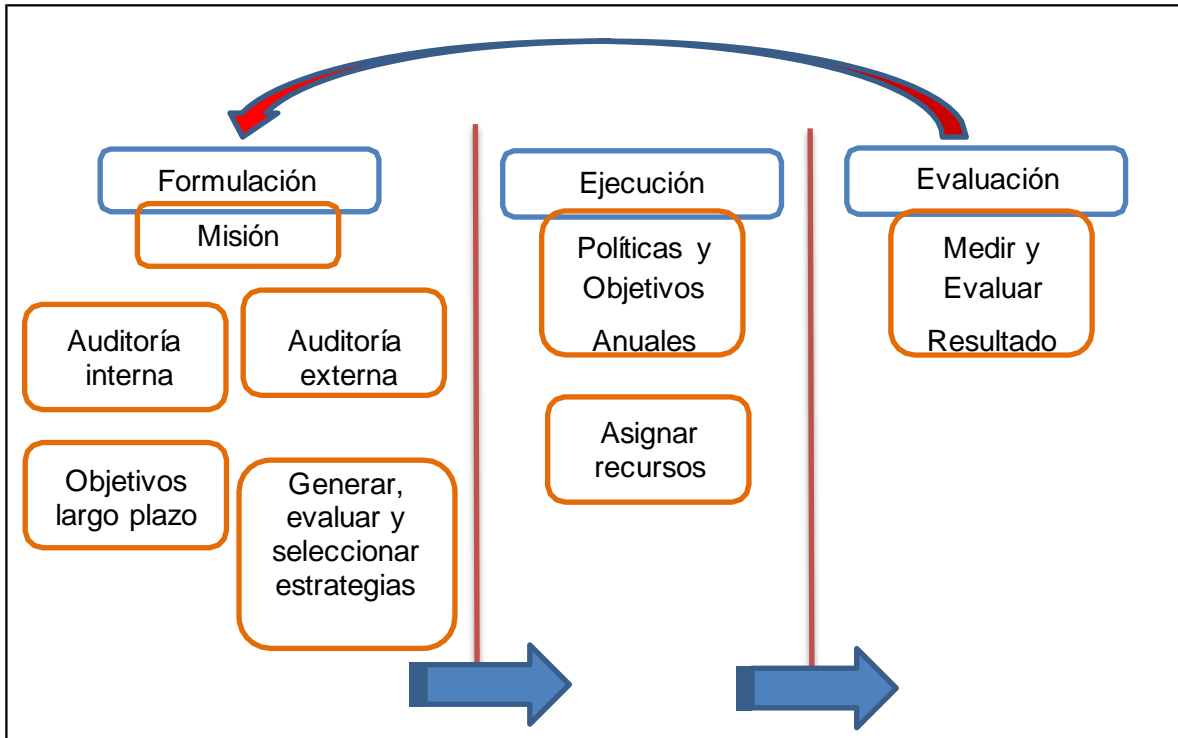 Formulación
Misión
Auditoría
interna
Auditoría
externa
Objetivos
largo plazo
Generar,
evaluar y
seleccionar
estrategias
Ejecución
Políticas y
Objetivos
Anuales
Asignar
recursos
Evaluación
Medir y
Evaluar
Resultado